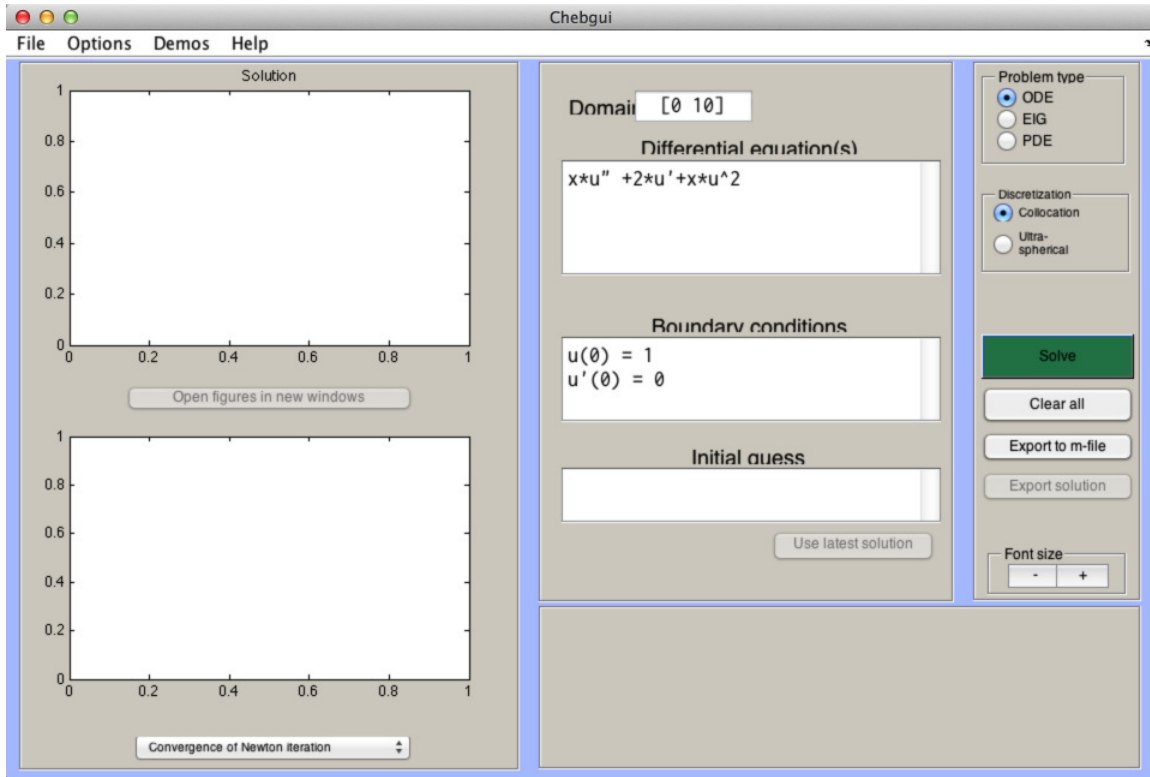 Chebgui
File Options Demos Help
Solution
1
0.8
0.6
0.4
0.2
0
0 0.2 0.4 0.6 0.8 1
Open figures in new windows
1
0.8
0.6
0.4
0.2
0
0 0.2 0.4 0.6 0.8 1
Convergence of Newton iteration
Domain [0 10]
Differential equation(s)
x*u" +2*u'+x*u^2
Boundary conditions
u(0) = 1
u'(0) = 0
Initial guess
Use latest solution
Problem type
ODE
EIG
PDE
Discretization
Collocation
Ultra-
spherical
Solve
Clear all
Export to m-file
Export solution
Font size
- +